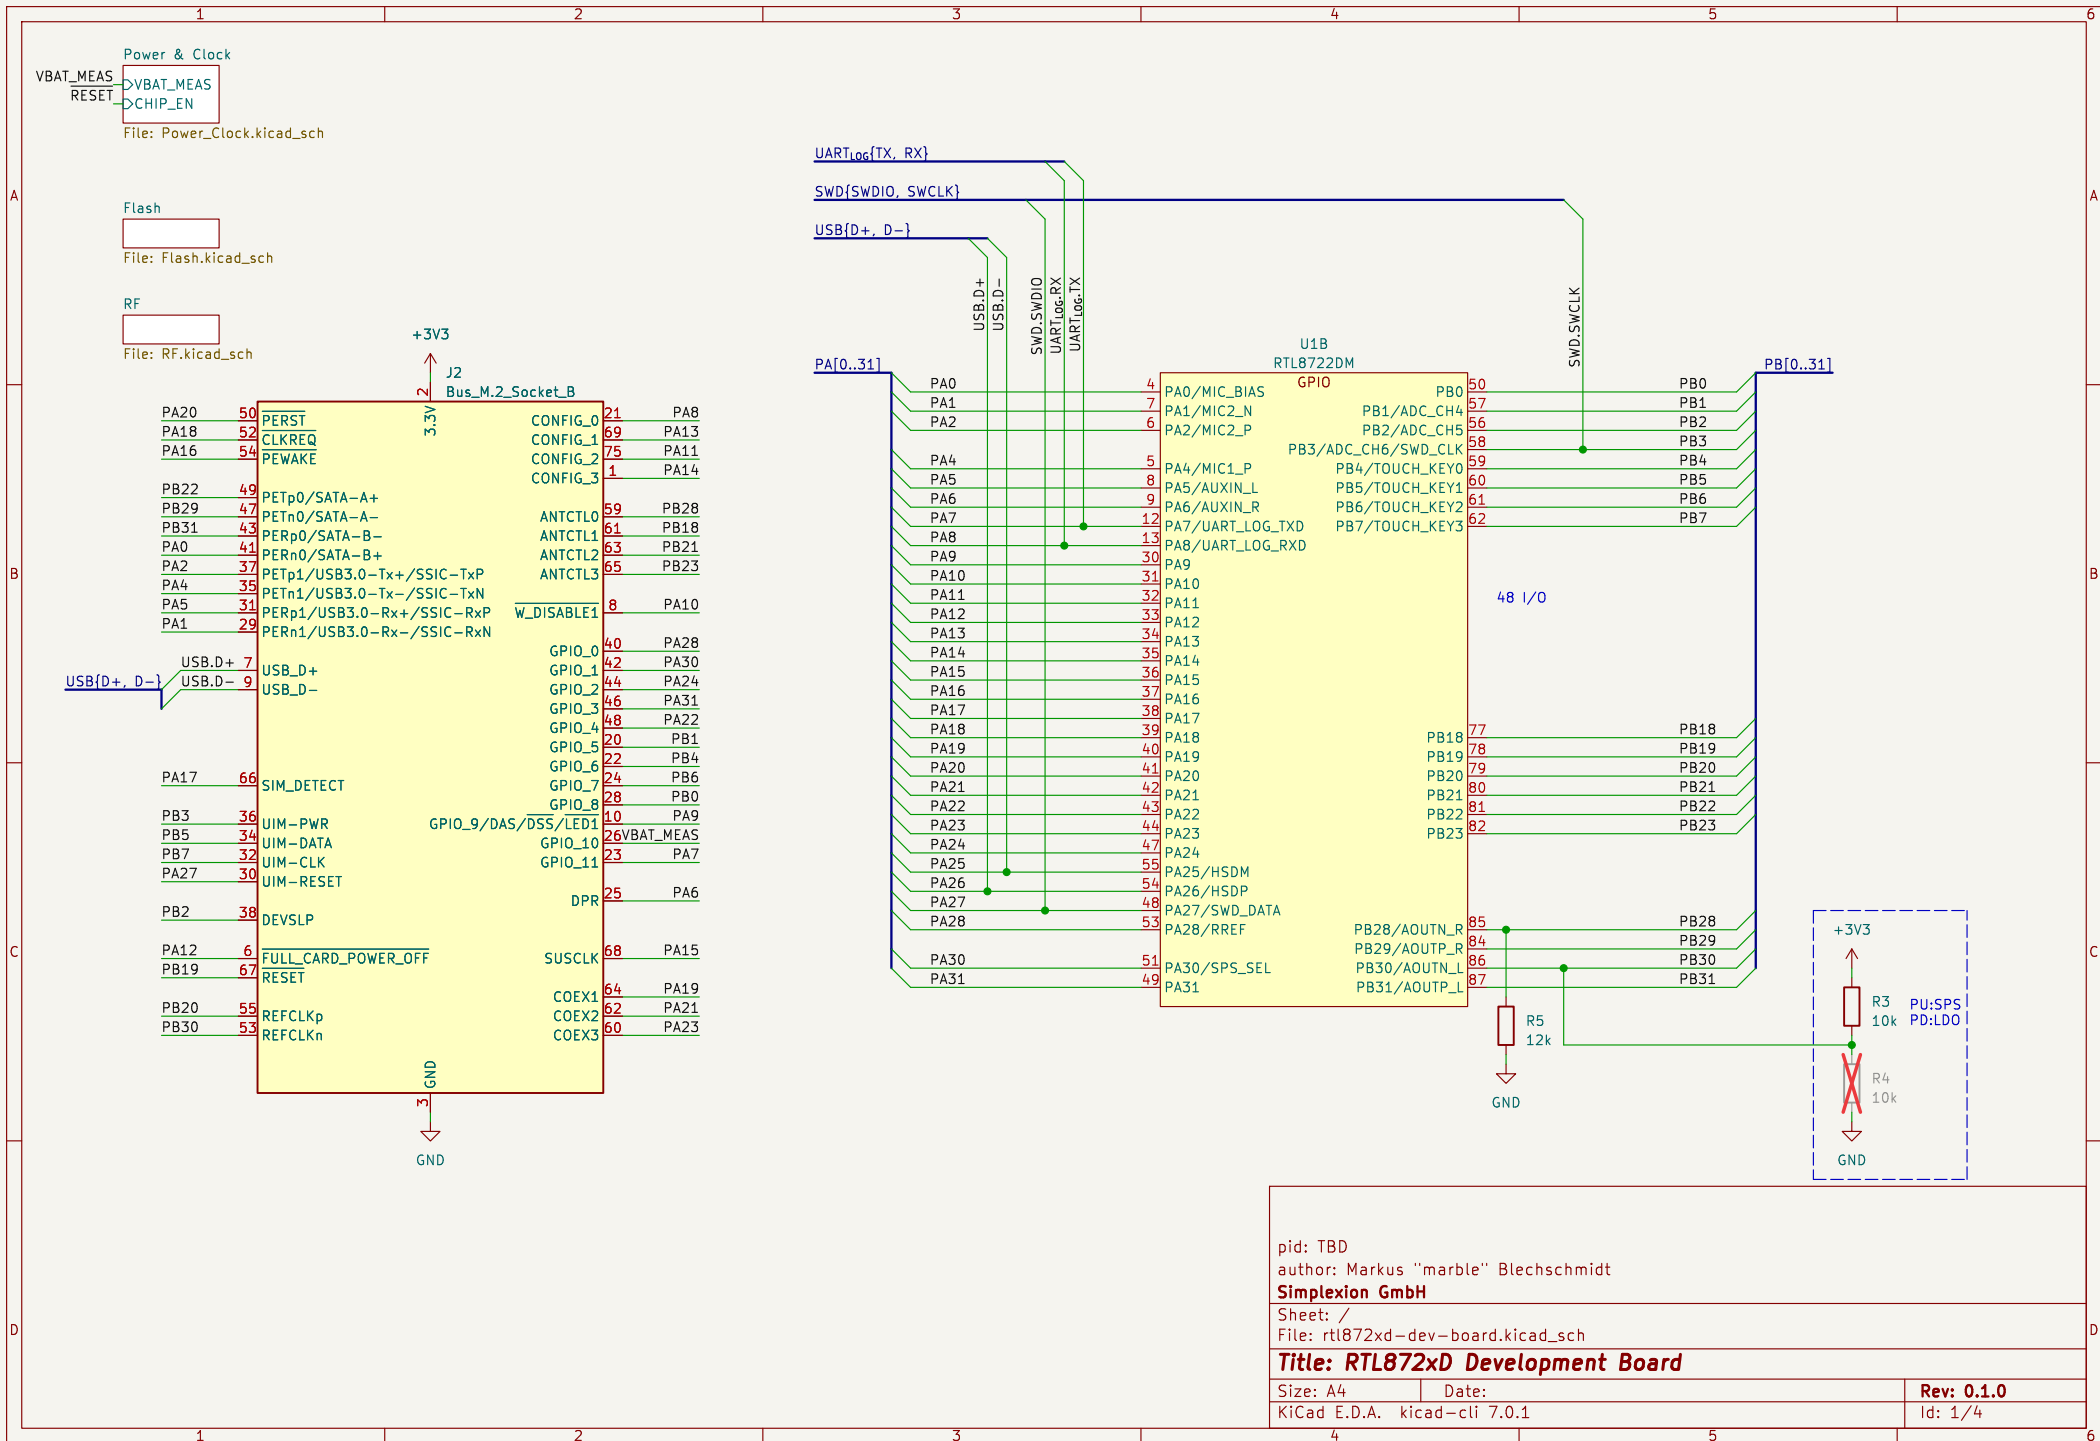 1 2 3 4 5 6
A
B
C
D
A
B
C
D
1 2 3 4 5 6
Power & Clock
VBAT_MEAS
RESET
VBAT_MEAS
CHIP_EN
File: Power_Clock.kicad_sch
Flash
File: Flash.kicad_sch
RF
File: RF.kicad_sch
+3V3
J2
Bus_M.2_Socket_B
2
3.3V
PA20 50 PERST
PA18 52 CLKREQ
PA16 54 PEWAKE
PB22 49 PETp0/SATA-A+
PB29 47 PETn0/SATA-A-
PB31 43 PERp0/SATA-B-
PA0 41 PERn0/SATA-B+
PA2 37 PETp1/USB3.0-Tx+/SSIC-TxP
PA4 35 PETn1/USB3.0-Tx-/SSIC-TxN
PA5 31 PERp1/USB3.0-Rx+/SSIC-RxP
PA1 29 PERn1/USB3.0-Rx-/SSIC-RxN
USB{D+, D-}
USB.D+ 7 USB_D+
USB.D- 9 USB_D-
PA17 66 SIM_DETECT
PB3 36 UIM-PWR
PB5 34 UIM-DATA
PB7 32 UIM-CLK
PA27 30 UIM-RESET
PB2 38 DEVSLP
PA12 6 FULL_CARD_POWER_OFF
PB19 67 RESET
PB20 55 REFCLKp
PB30 53 REFCLKn
CONFIG_0 21 PA8
CONFIG_1 69 PA13
CONFIG_2 75 PA11
CONFIG_3 1 PA14
ANTCTL0 59 PB28
ANTCTL1 61 PB18
ANTCTL2 63 PB21
ANTCTL3 65 PB23
W_DISABLE1 8 PA10
GPIO_0 40 PA28
GPIO_1 42 PA30
GPIO_2 44 PA24
GPIO_3 46 PA31
GPIO_4 48 PA22
GPIO_5 20 PB1
GPIO_6 22 PB4
GPIO_7 24 PB6
GPIO_8 28 PB0
GPIO_9/DAS/DSS/LED1 10 PA9
GPIO_10 26 VBAT_MEAS
GPIO_11 23 PA7
DPR 25 PA6
SUSCLK 68 PA15
COEX1 64 PA19
COEX2 62 PA21
COEX3 60 PA23
GND
3
GND
UARTLOG{TX, RX}
SWD{SWDIO, SWCLK}
USB{D+, D-}
USB.D+
USB.D-
SWD.SWDIO
UARTLOG.RX
UARTLOG.TX
SWD.SWCLK
PA[0..31]
PB[0..31]
U1B
RTL8722DM
GPIO
PA0 4 PA0/MIC_BIAS
PA1 7 PA1/MIC2_N
PA2 6 PA2/MIC2_P
PA4 5 PA4/MIC1_P
PA5 8 PA5/AUXIN_L
PA6 9 PA6/AUXIN_R
PA7 12 PA7/UART_LOG_TXD
PA8 13 PA8/UART_LOG_RXD
PA9 30 PA9
PA10 31 PA10
PA11 32 PA11
PA12 33 PA12
PA13 34 PA13
PA14 35 PA14
PA15 36 PA15
PA16 37 PA16
PA17 38 PA17
PA18 39 PA18
PA19 40 PA19
PA20 41 PA20
PA21 42 PA21
PA22 43 PA22
PA23 44 PA23
PA24 47 PA24
PA25 55 PA25/HSDM
PA26 54 PA26/HSDP
PA27 48 PA27/SWD_DATA
PA28 53 PA28/RREF
PA30 51 PA30/SPS_SEL
PA31 49 PA31
PB0 50 PB0
PB1/ADC_CH4 57 PB1
PB2/ADC_CH5 56 PB2
PB3/ADC_CH6/SWD_CLK 58 PB3
PB4/TOUCH_KEY0 59 PB4
PB5/TOUCH_KEY1 60 PB5
PB6/TOUCH_KEY2 61 PB6
PB7/TOUCH_KEY3 62 PB7
48 I/O
PB18 77 PB18
PB19 78 PB19
PB20 79 PB20
PB21 80 PB21
PB22 81 PB22
PB23 82 PB23
PB28/AOUTN_R 85 PB28
PB29/AOUTP_R 84 PB29
PB30/AOUTN_L 86 PB30
PB31/AOUTP_L 87 PB31
R5
12k
GND
+3V3
R3
10k
PU:SPS
PD:LDO
R4
10k
GND
pid: TBD
author: Markus "marble" Blechschmidt
Simplexion GmbH
Sheet: /
File: rtl872xd-dev-board.kicad_sch
Title: RTL872xD Development Board
Size: A4 Date: Rev: 0.1.0
KiCad E.D.A. kicad-cli 7.0.1 Id: 1/4